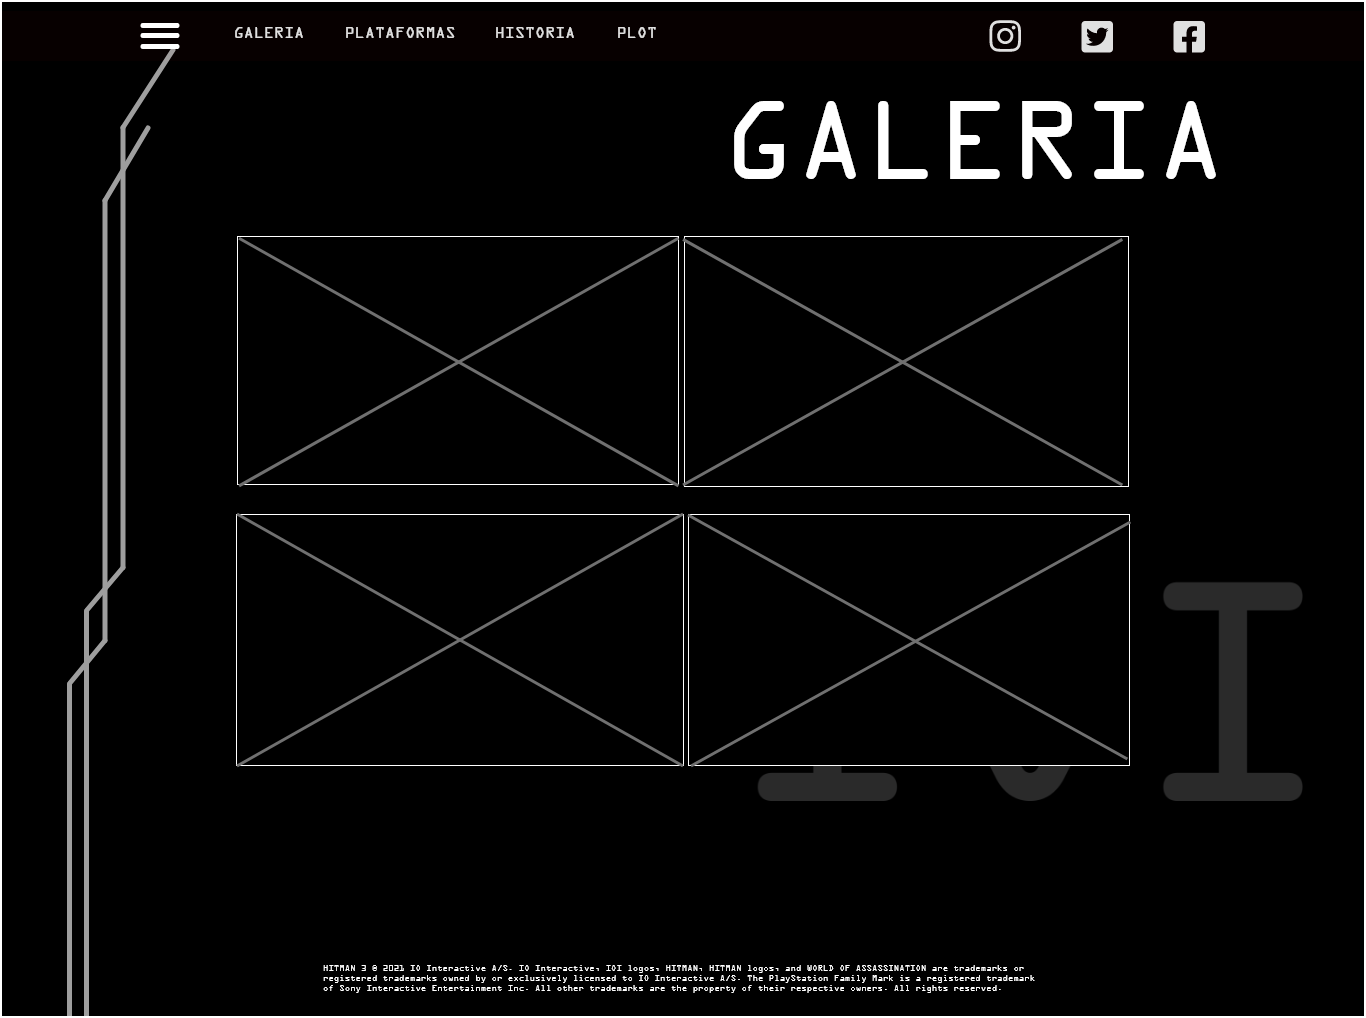 GALERIA PLATAFORMAS HISTORIA PLOT
GALERIA
I
HITMAN 3 © 2021 IO Interactive A/S. IO Interactive, IOI logos, HITMAN, HITMAN logos, and WORLD OF ASSASSINATION are trademarks or
registered trademarks owned by or exclusively licensed to IO Interactive A/S. The PlayStation Family Mark is a registered trademark
of Sony Interactive Entertainment Inc. All other trademarks are the property of their respective owners. All rights reserved.